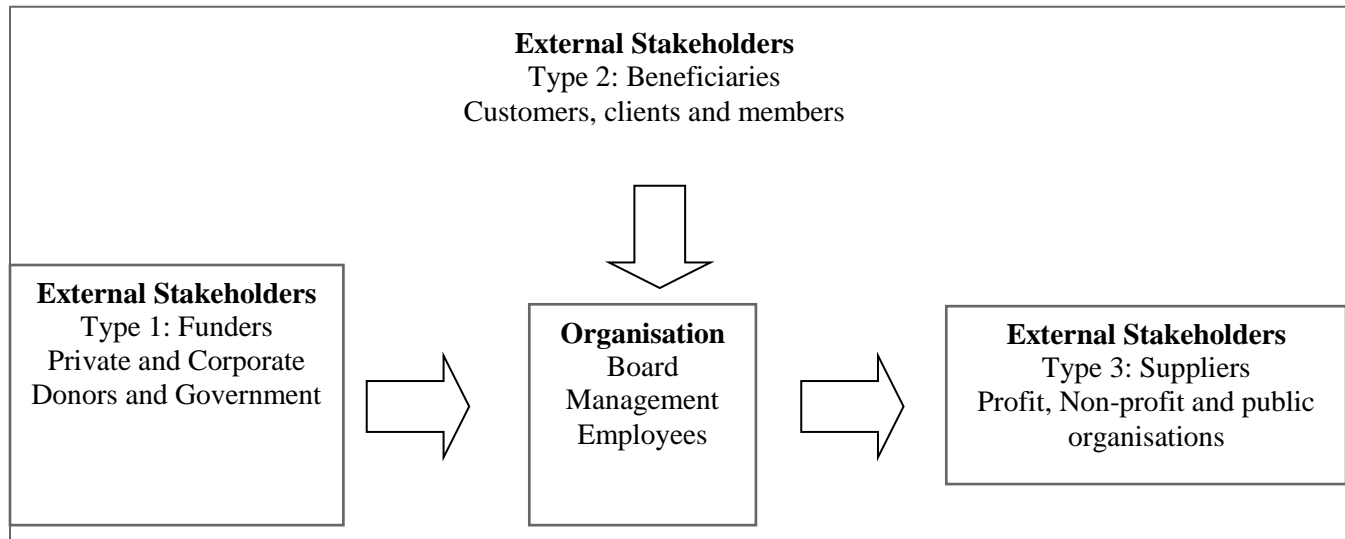 External Stakeholders
Type 2: Beneficiaries
Customers, clients and members
External Stakeholders
Type 1: Funders
Private and Corporate
Donors and Government
Organisation
Board
Management
Employees
External Stakeholders
Type 3: Suppliers
Profit, Non-profit and public
organisations